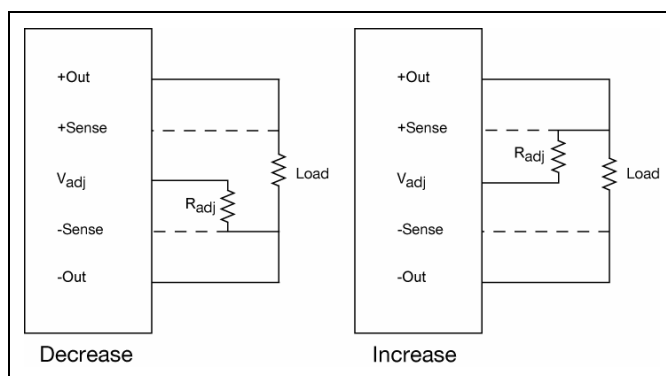 +Out
+Sense
Vadj
Radj
-Sense
-Out
Load
Decrease
+Out
+Sense
Radj
Vadj
-Sense
-Out
Load
Increase